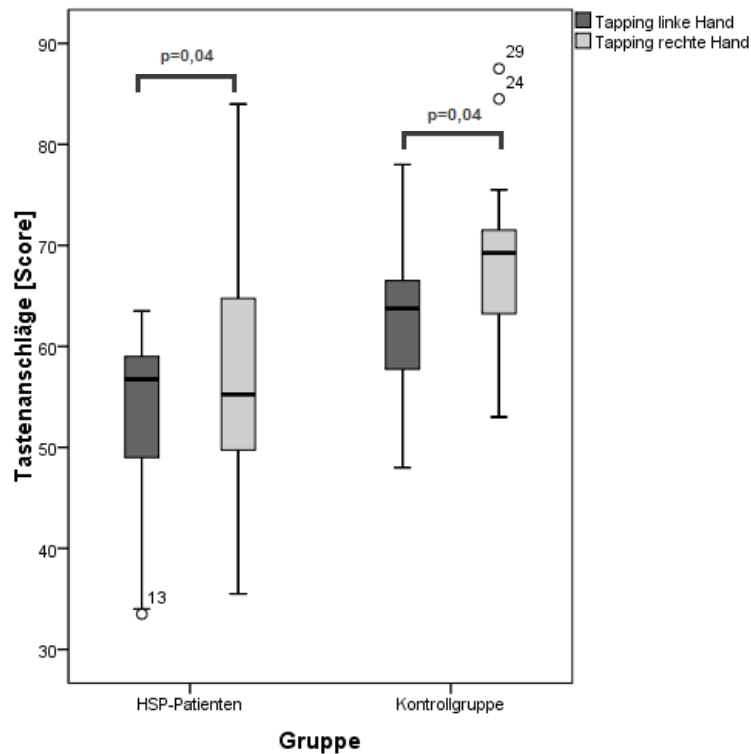 Tapping linke Hand
Tapping rechte Hand
90
80
70
60
50
40
30
Tastenanschläge [Score]
p=0,04
p=0,04
29
24
13
HSP-Patienten
Kontrollgruppe
Gruppe